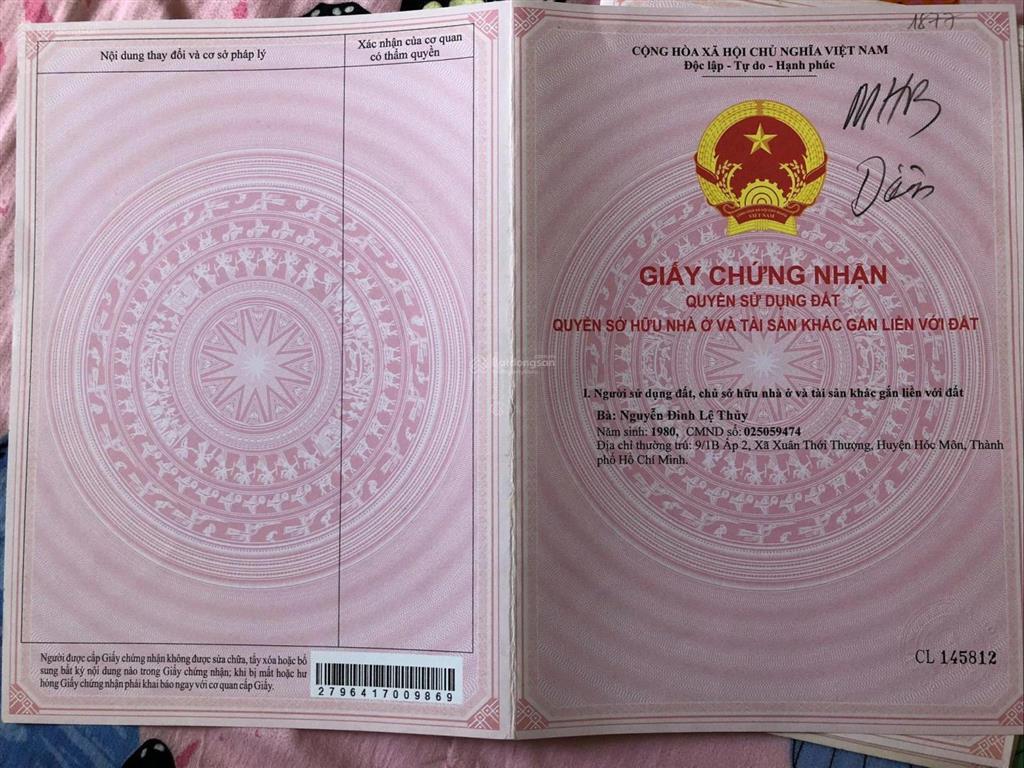 Nội dung thay đổi và cơ sở pháp lý
Xác nhận của cơ quan
có thẩm quyền
Người được cấp Giấy chứng nhận không được sửa chữa, tẩy xóa hoặc bổ
sung bất kỳ nội dung nào trong Giấy chứng nhận; khi bị mất hoặc hư
hỏng Giấy chứng nhận phải khai báo ngay với cơ quan cấp Giấy.
2796417009869
1877
CỘNG HÒA XÃ HỘI CHỦ NGHĨA VIỆT NAM
Độc lập - Tự do - Hạnh phúc
MHB
Dần
VIỆT NAM
GIẤY CHỨNG NHẬN
QUYỀN SỬ DỤNG ĐẤT
QUYỀN SỞ HỮU NHÀ Ở VÀ TÀI SẢN KHÁC GẮN LIỀN VỚI ĐẤT
Batdongsan
I. Người sử dụng đất, chủ sở hữu nhà ở và tài sản khác gắn liền với đất
Bà: Nguyễn Đình Lệ Thủy
Năm sinh: 1980, CMND số: 025059474
Địa chỉ thường trú: 9/1B Ấp 2, Xã Xuân Thới Thượng, Huyện Hóc Môn, Thành
phố Hồ Chí Minh.
CL 145812